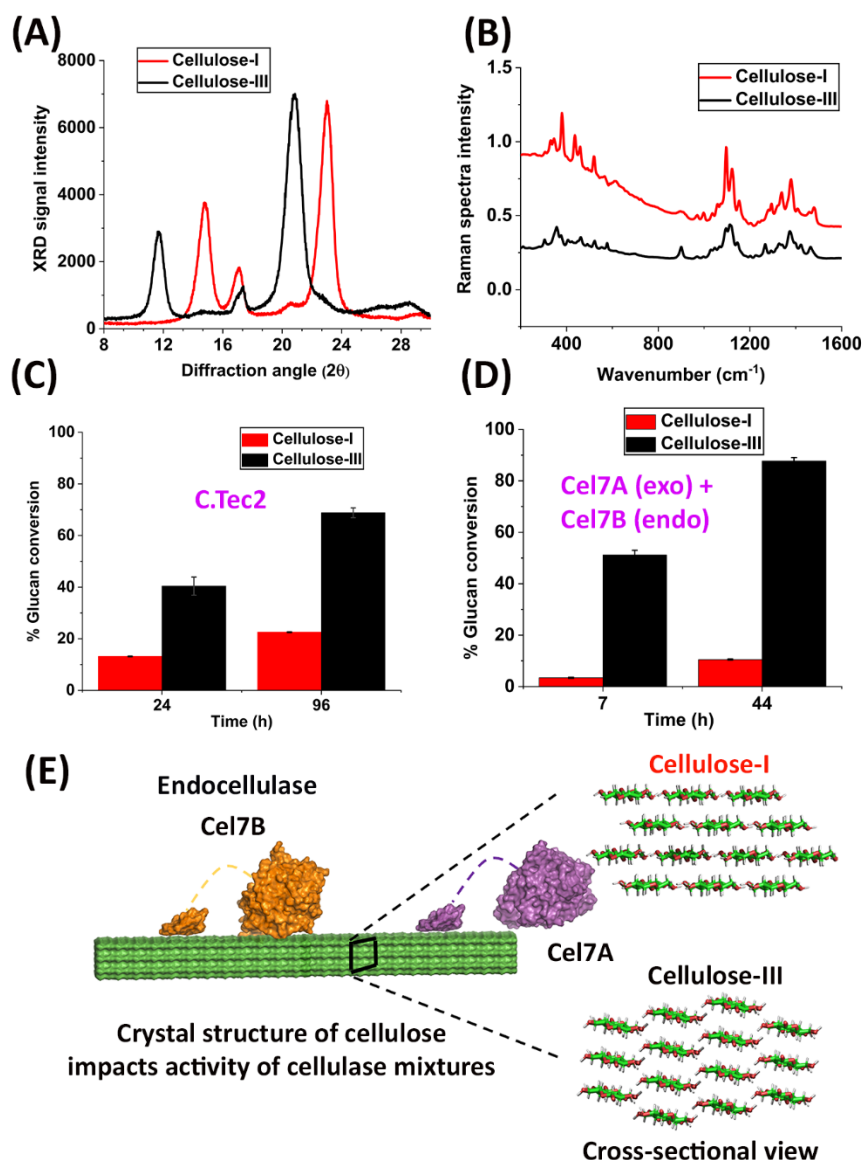 (A)
Cellulose-I
Cellulose-III
8000
6000
4000
2000
0
XRD signal intensity
8 12 16 20 24 28
Diffraction angle (2θ)
(B)
Cellulose-I
Cellulose-III
1.5
1.0
0.5
0.0
Raman spectra intensity
400 800 1200 1600
Wavenumber (cm⁻¹)
(C)
Cellulose-I
Cellulose-III
C.Tec2
100
80
60
40
20
0
% Glucan conversion
24 96
Time (h)
(D)
Cellulose-I
Cellulose-III
Cel7A (exo) +
Cel7B (endo)
100
80
60
40
20
0
% Glucan conversion
7 44
Time (h)
(E)
Endocellulase
Cel7B
Cel7A
Crystal structure of cellulose
impacts activity of cellulase mixtures
Cellulose-I
Cellulose-III
Cross-sectional view